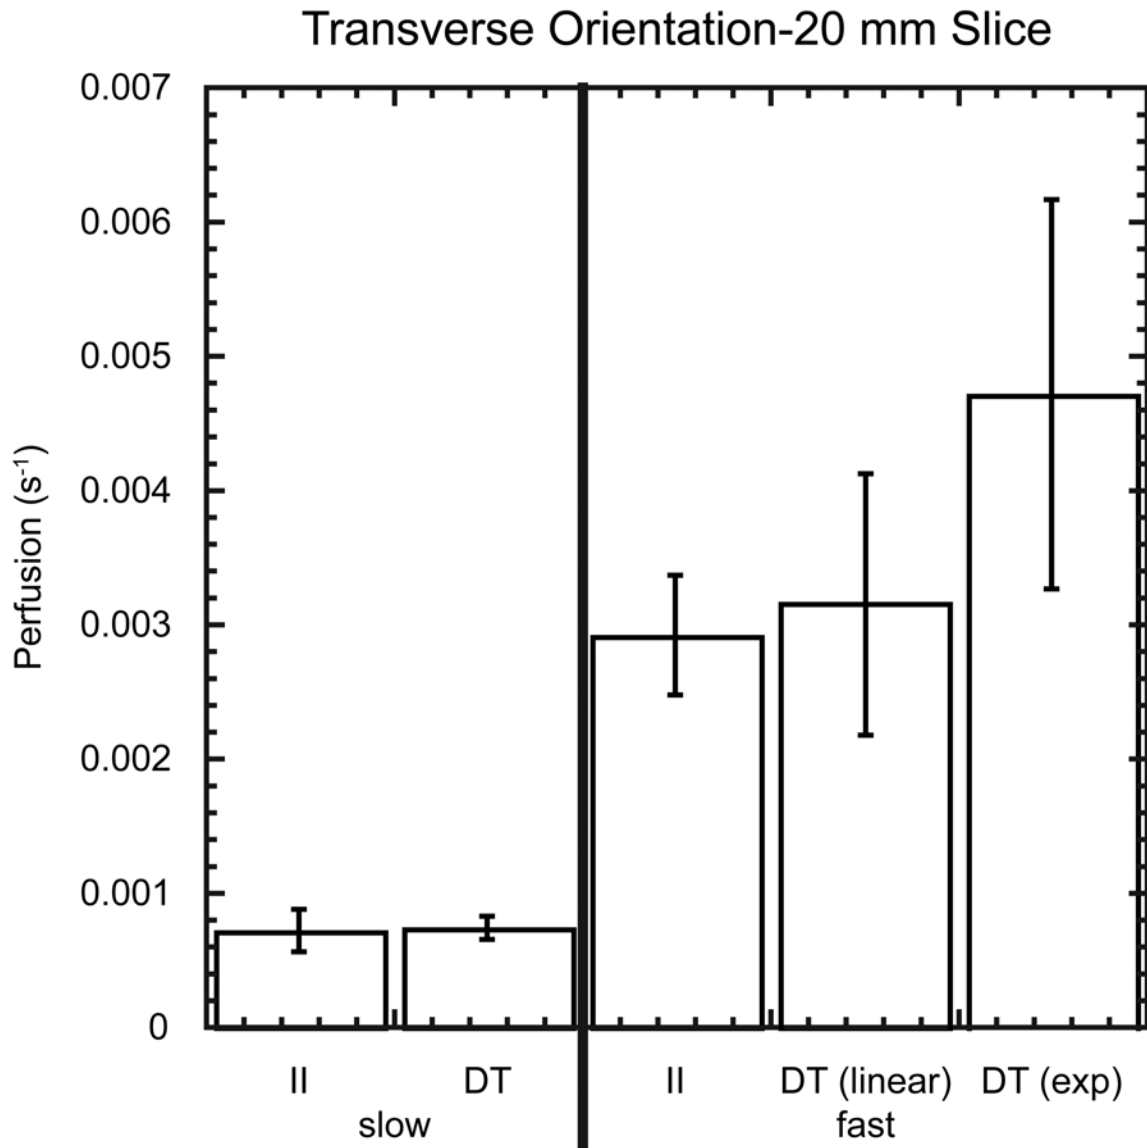 Transverse Orientation-20 mm Slice
0.007
0.006
0.005
0.004
0.003
0.002
0.001
0
Perfusion (s⁻¹)
II DT II DT (linear) DT (exp)
slow fast